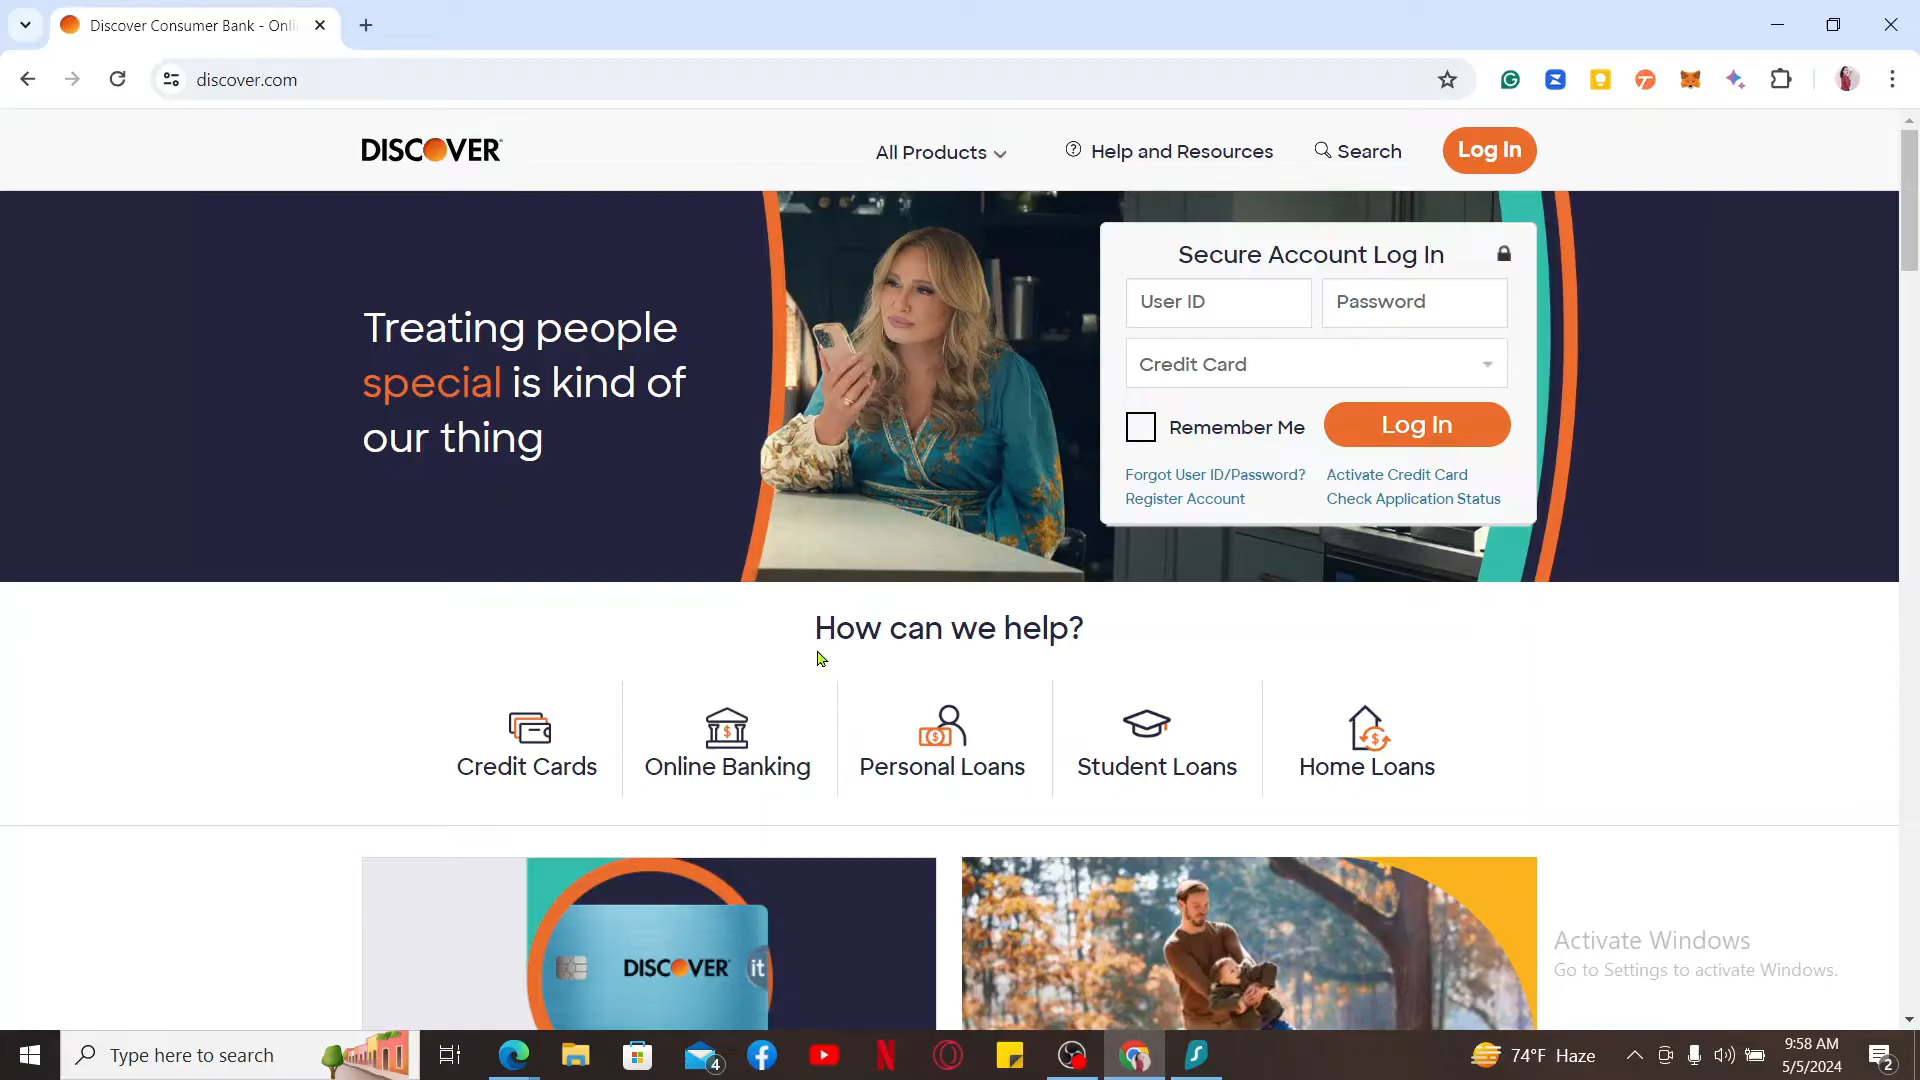 Discover Consumer Bank - Onli
discover.com
DISCOVER
All Products
Help and Resources
Search
Log In
Treating people
special is kind of
our thing
Secure Account Log In
User ID
Password
Credit Card
Remember Me
Log In
Forgot User ID/Password?
Activate Credit Card
Register Account
Check Application Status
How can we help?
Credit Cards
Online Banking
Personal Loans
Student Loans
Home Loans
DISCOVER it
Activate Windows
Go to Settings to activate Windows.
Type here to search
4
74°F Haze
9:58 AM
5/5/2024
2